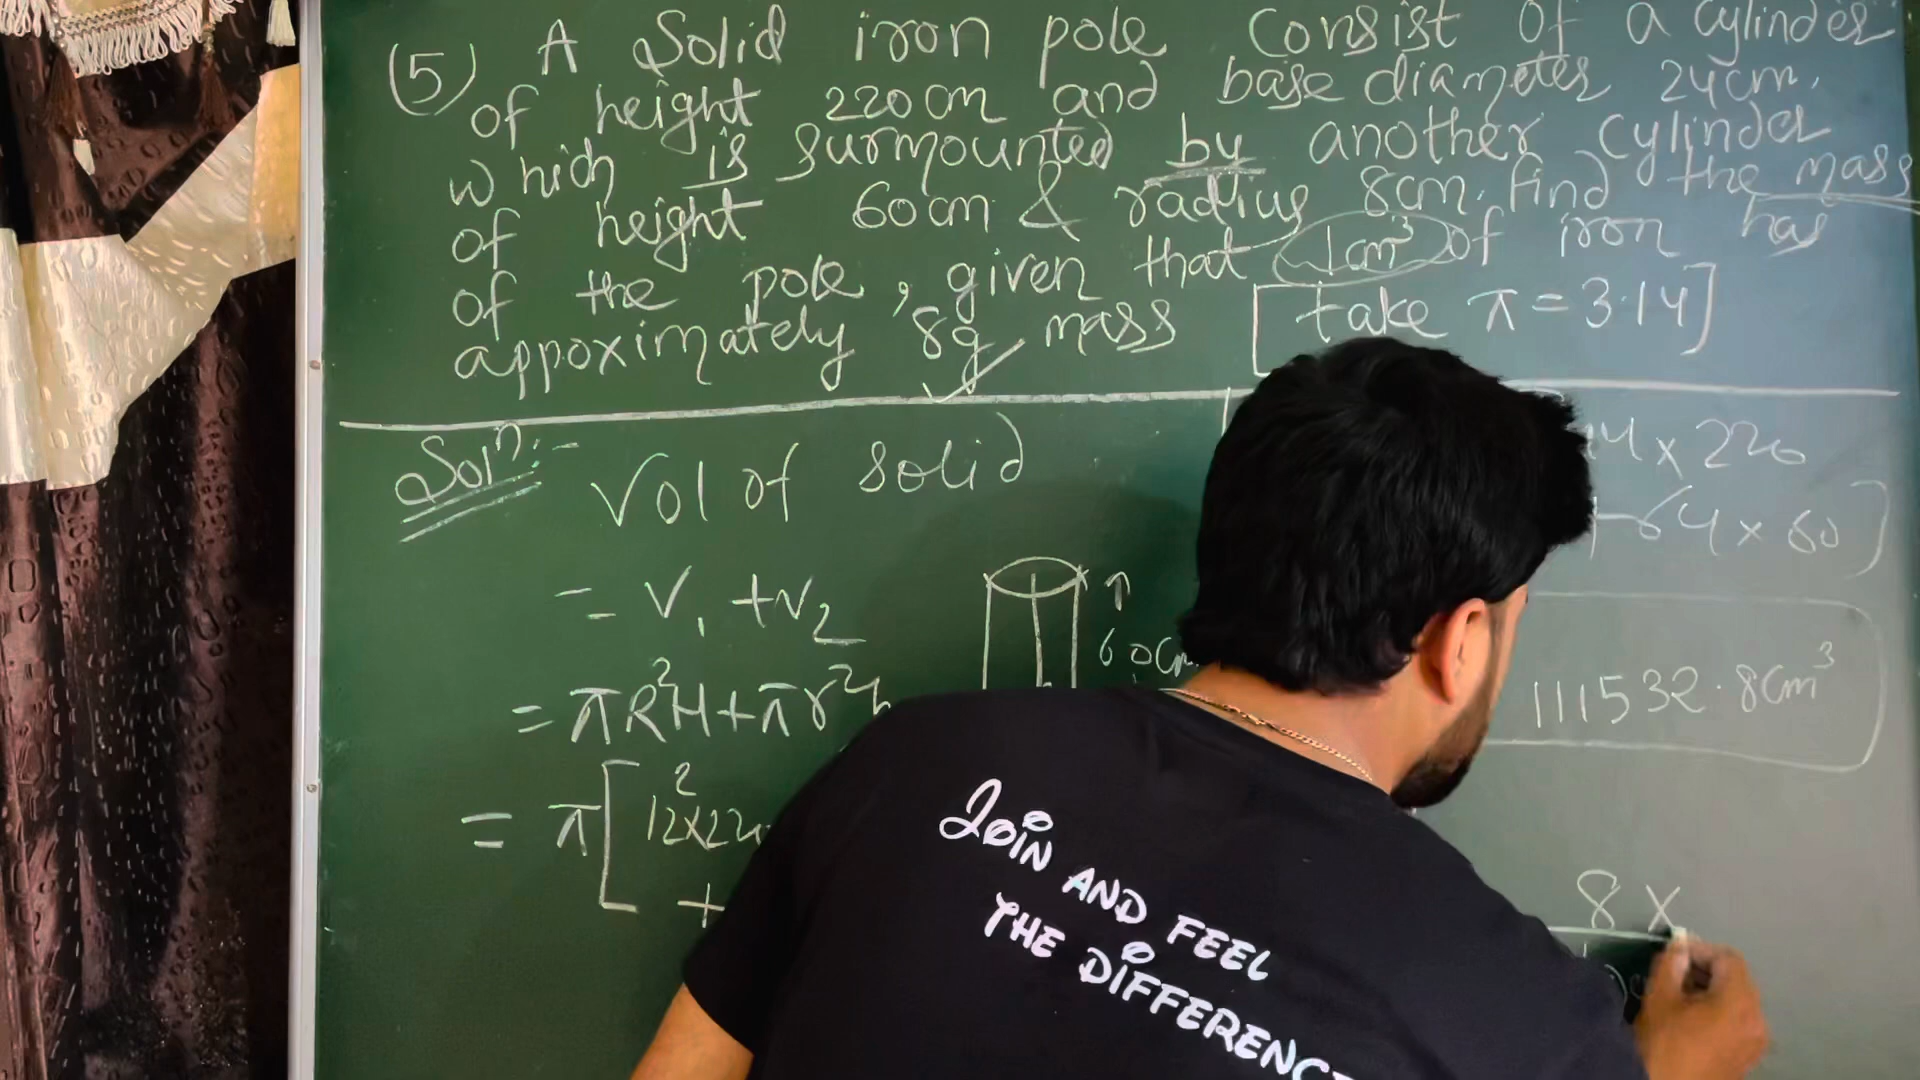 (5) A Solid iron pole Consist Of a Cylinder
of height 220cm and base diameter 24cm,
which is surmounted by another Cylinder
of height 60cm & radius 8cm. find the mass
of the pole, given that 1cm³ of iron has
appoximately 8g mass [take π = 3.14]
Solⁿ:-
Vol of solid
= V₁ + V₂
= πR²H + πr²h
= π[12²×220
+
60cm
4 × 220
+ 64 × 60]
111532.8cm³
8 ×
JOIN AND FEEL
THE DIFFERENC